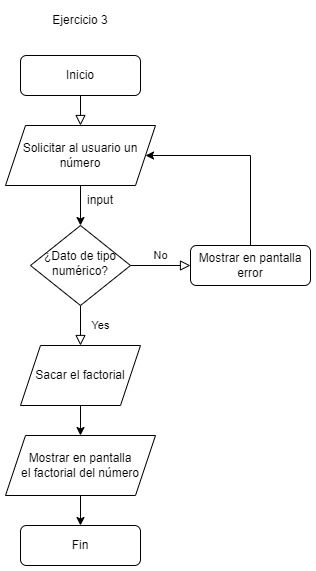 Ejercicio 3
Inicio
Solicitar al usuario un
número
input
¿Dato de tipo
numérico?
No
Mostrar en pantalla
error
Yes
Sacar el factorial
Mostrar en pantalla
el factorial del número
Fin